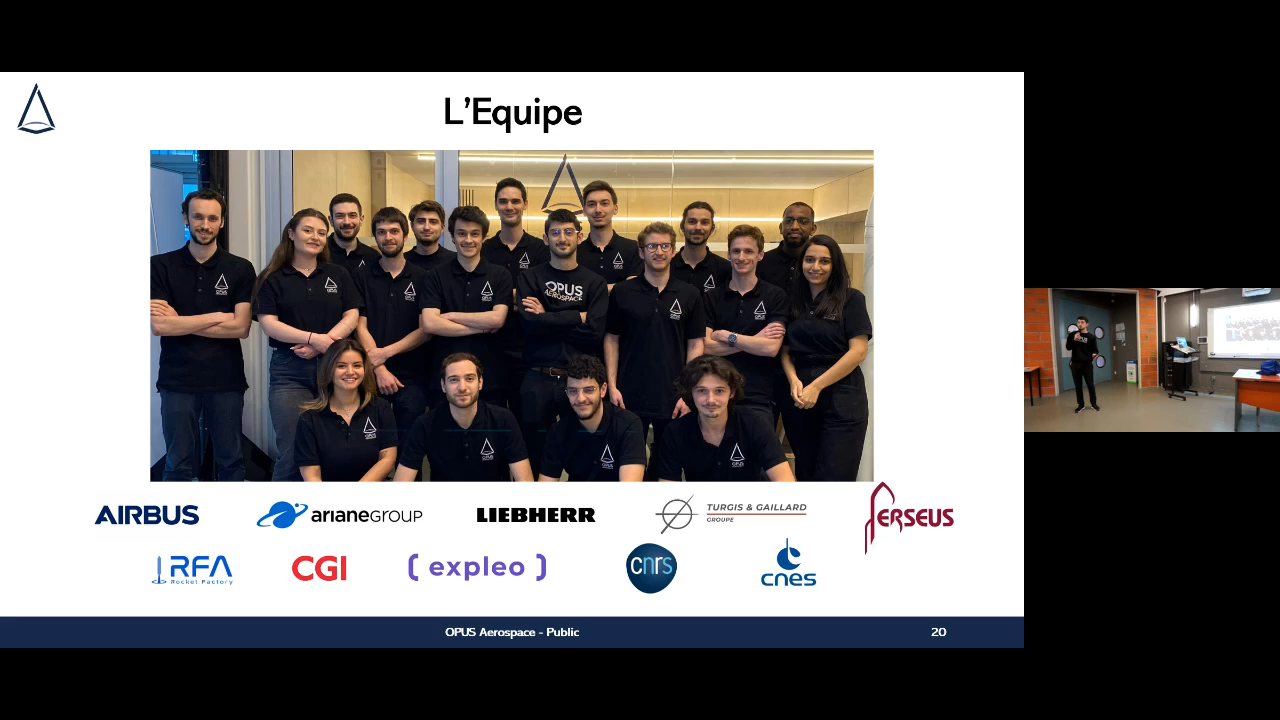 L'Equipe
OPUS
AEROSPACE
AIRBUS
arianeGROUP
LIEBHERR
TURGIS & GAILLARD
GROUPE
PERSEUS
RFA
Rocket Factory
CGI
( expleo )
cnrs
cnes
OPUS Aerospace - Public
20